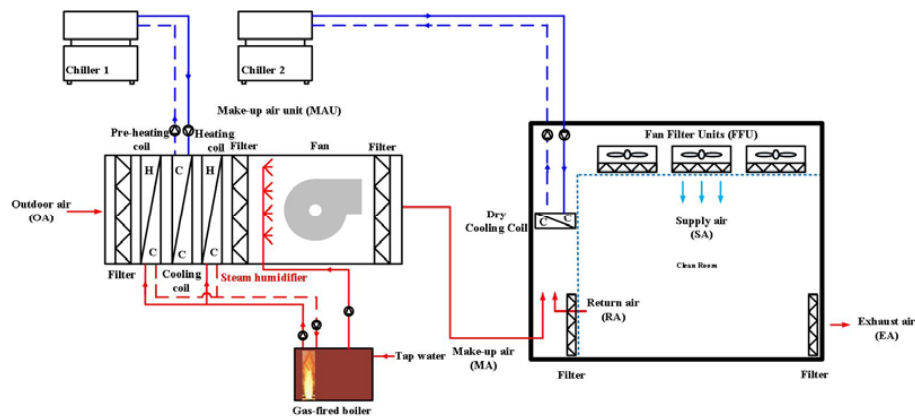 Chiller 1
Chiller 2
Make-up air unit (MAU)
Pre-heating
coil
Heating
coil
Filter
Fan
Filter
Fan Filter Units (FFU)
H
C
H
C
C
Outdoor air
(OA)
Filter
Cooling
coil
Steam humidifier
Dry
Cooling Coil
C
C
Supply air
(SA)
Clean Room
Return air
(RA)
Make-up air
(MA)
Exhaust air
(EA)
Filter
Filter
Tap water
Gas-fired boiler